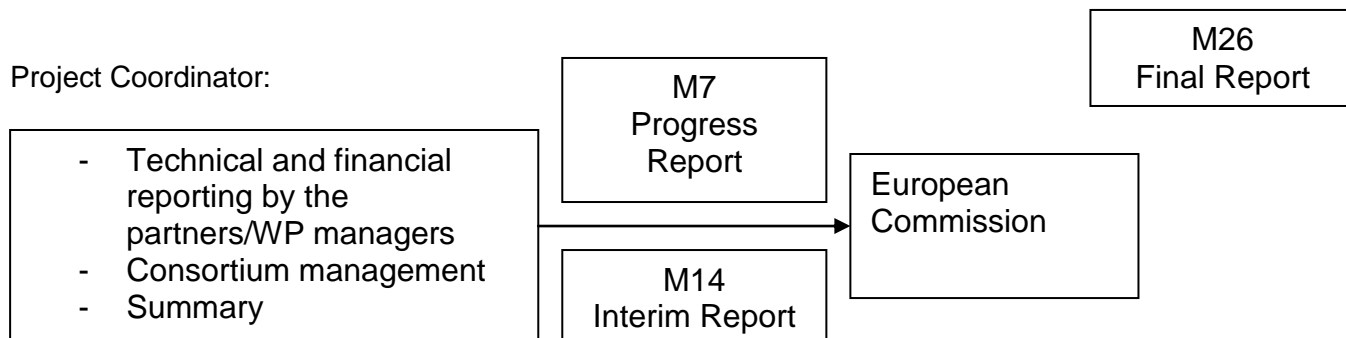 Project Coordinator:
- Technical and financial
reporting by the
partners/WP managers
- Consortium management
- Summary
M7
Progress
Report
M14
Interim Report
European
Commission
M26
Final Report